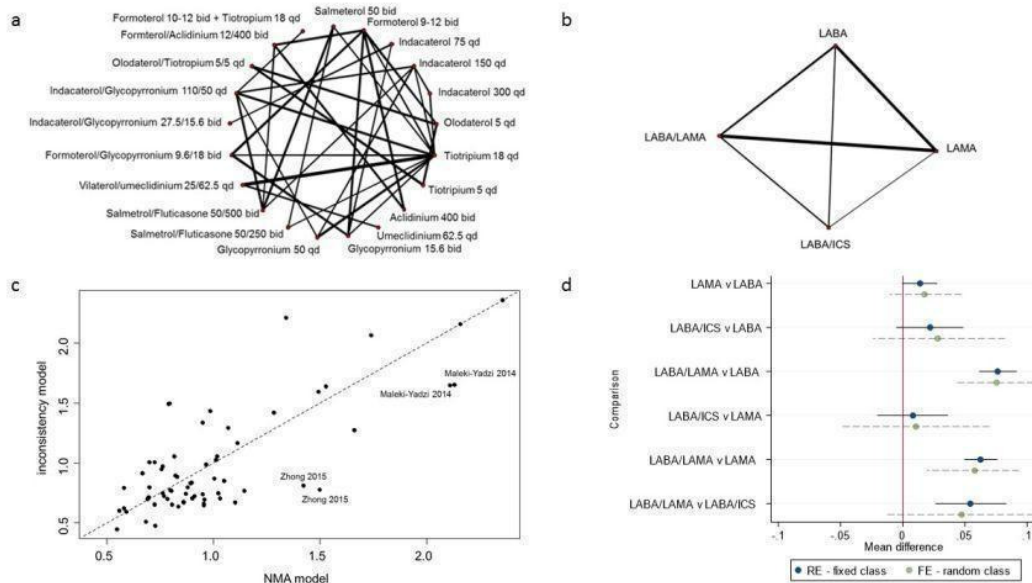 a
Formoterol 10-12 bid + Tiotropium 18 qd
Formterol/Aclidinium 12/400 bid
Olodaterol/Tiotropium 5/5 qd
Indacaterol/Glycopyrronium 110/50 qd
Indacaterol/Glycopyrronium 27.5/15.6 bid
Formoterol/Glycopyrronium 9.6/18 bid
Vilaterol/umeclidinium 25/62.5 qd
Salmetrol/Fluticasone 50/500 bid
Salmetrol/Fluticasone 50/250 bid
Glycopyrronium 50 qd
Salmeterol 50 bid
Formoterol 9-12
Indacaterol 75 qd
Indacaterol 150 qd
Indacaterol 300 qd
Olodaterol 5 qd
Tiotripium 18 qd
Tiotripium 5 qd
Aclidinium 400 bid
Umeclidinium 62.5 qd
Glycopyrronium 15.6 bid
b
LABA
LABA/LAMA
LAMA
LABA/ICS
c
inconsistency model
2.0
1.5
1.0
0.5
Maleki-Yadzi 2014
Maleki-Yadzi 2014
Zhong 2015
Zhong 2015
0.5 1.0 1.5 2.0
NMA model
d
Comparison
LAMA v LABA
LABA/ICS v LABA
LABA/LAMA v LABA
LABA/ICS v LAMA
LABA/LAMA v LAMA
LABA/LAMA v LABA/ICS
-.1 -.05 0 .05 .1
Mean difference
RE - fixed class FE - random class